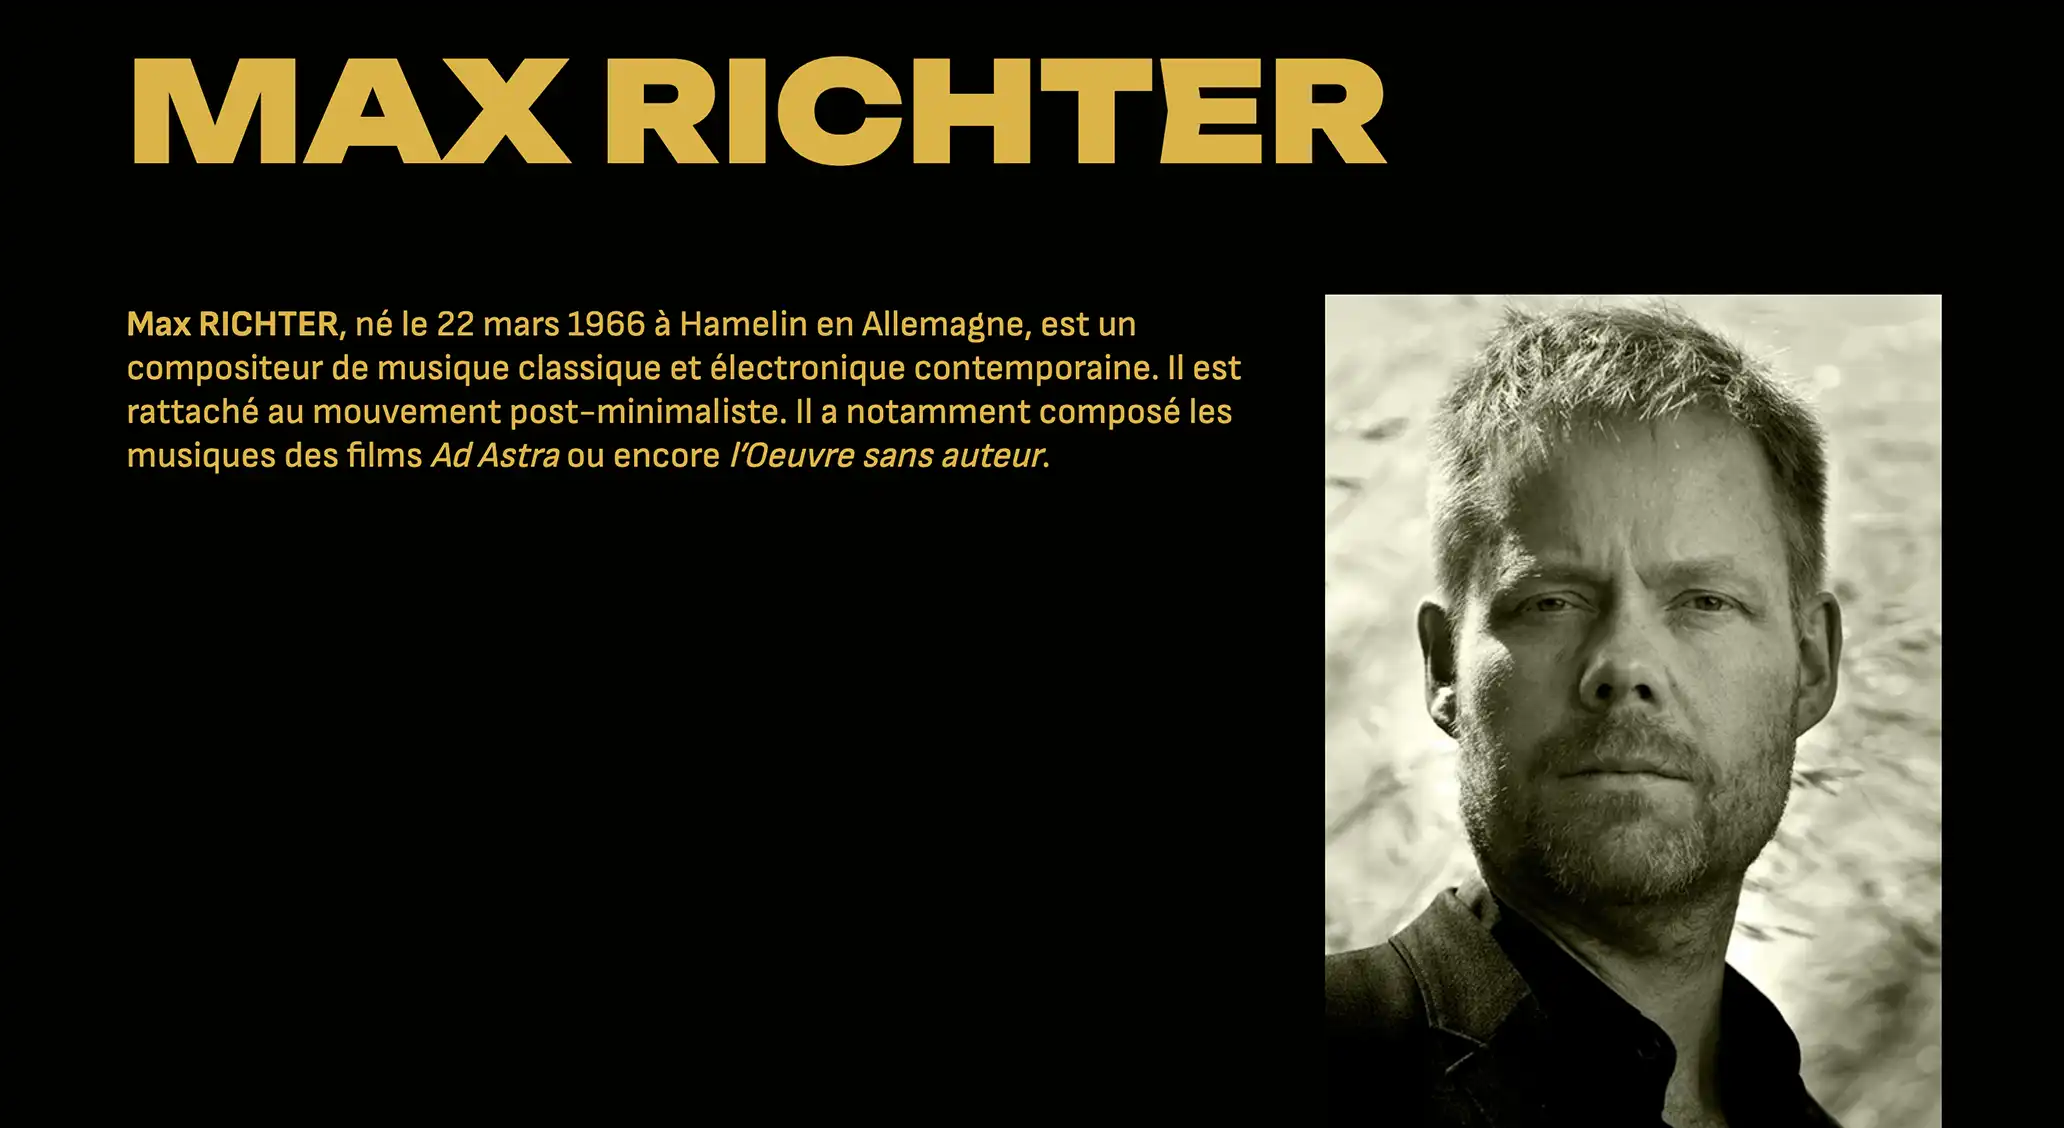 MAX RICHTER
Max RICHTER, né le 22 mars 1966 à Hamelin en Allemagne, est un
compositeur de musique classique et électronique contemporaine. Il est
rattaché au mouvement post-minimaliste. Il a notamment composé les
musiques des films Ad Astra ou encore l'Oeuvre sans auteur.